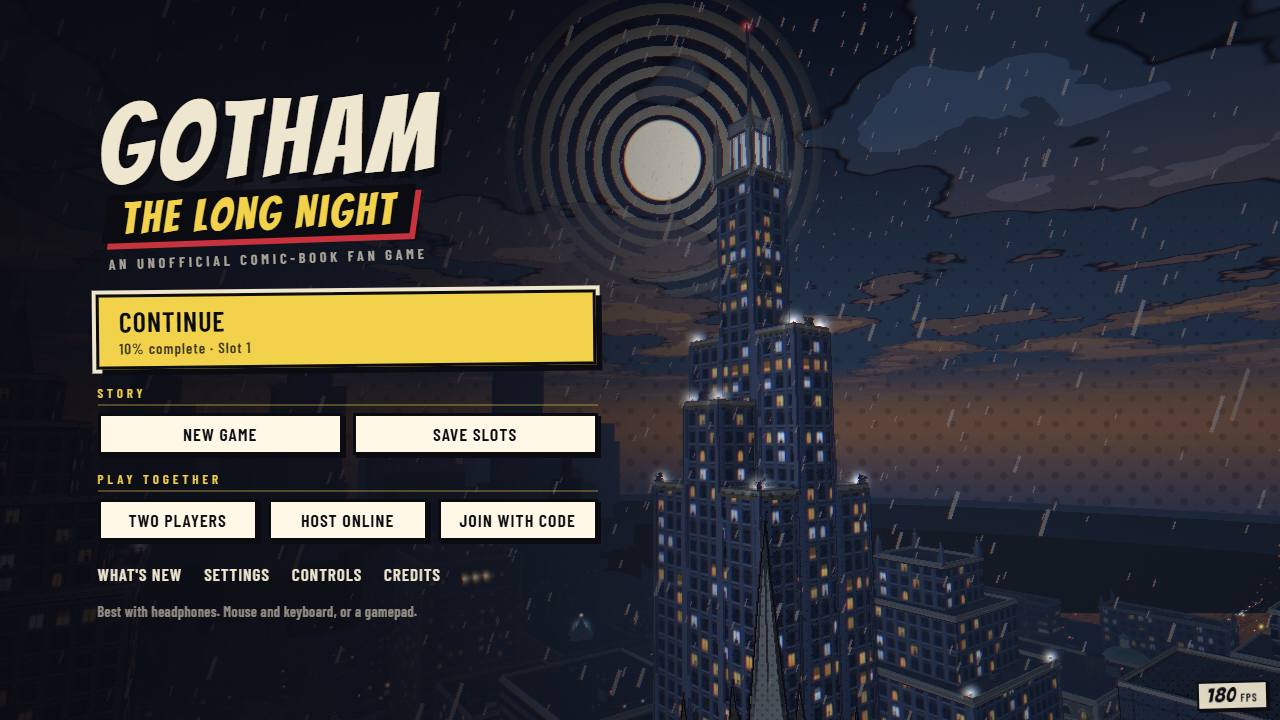 GOTHAM
THE LONG NIGHT
AN UNOFFICIAL COMIC-BOOK FAN GAME
CONTINUE
10% complete · Slot 1
STORY
NEW GAME
SAVE SLOTS
PLAY TOGETHER
TWO PLAYERS
HOST ONLINE
JOIN WITH CODE
WHAT'S NEW
SETTINGS
CONTROLS
CREDITS
Best with headphones. Mouse and keyboard, or a gamepad.
180 FPS